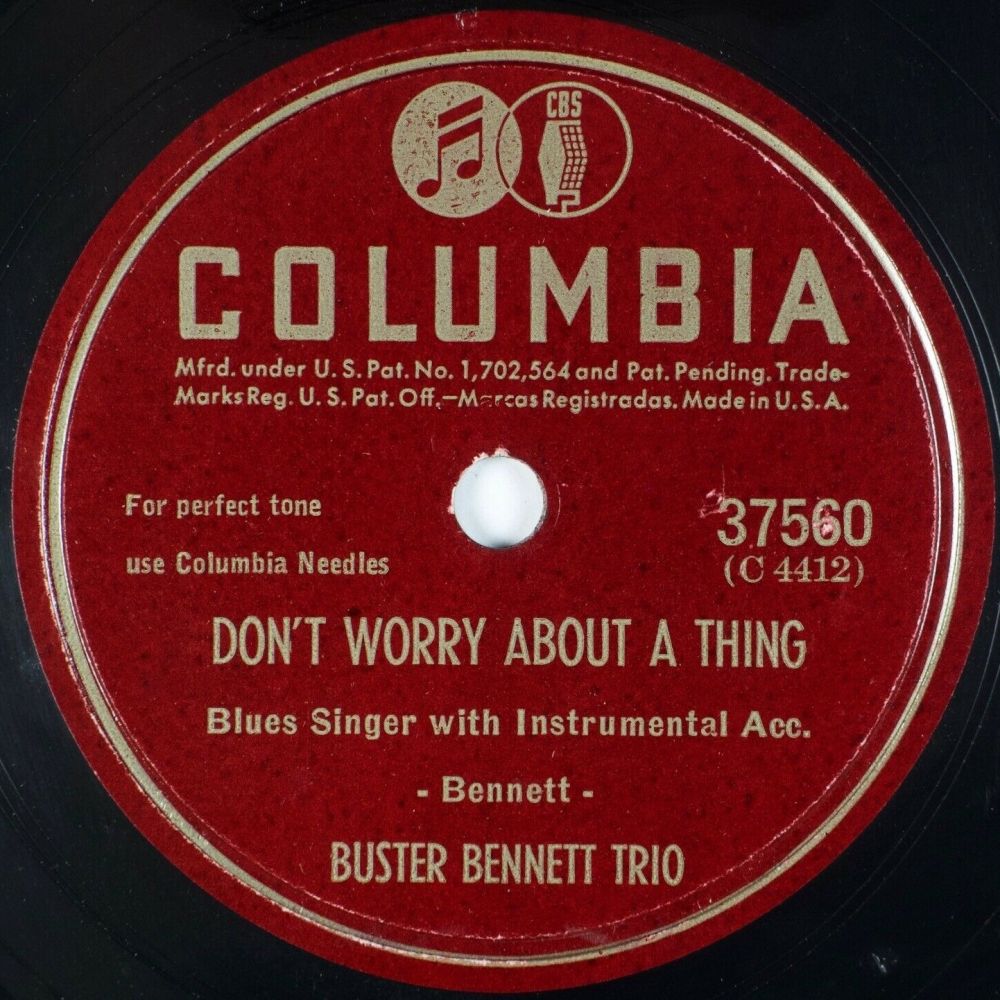 CBS
COLUMBIA
Mfrd. under U. S. Pat. No. 1,702,564 and Pat. Pending. Trade-
Marks Reg. U. S. Pat. Off.—Marcas Registradas. Made in U. S. A.
For perfect tone
use Columbia Needles
37560
(C 4412)
DON'T WORRY ABOUT A THING
Blues Singer with Instrumental Acc.
- Bennett -
BUSTER BENNETT TRIO